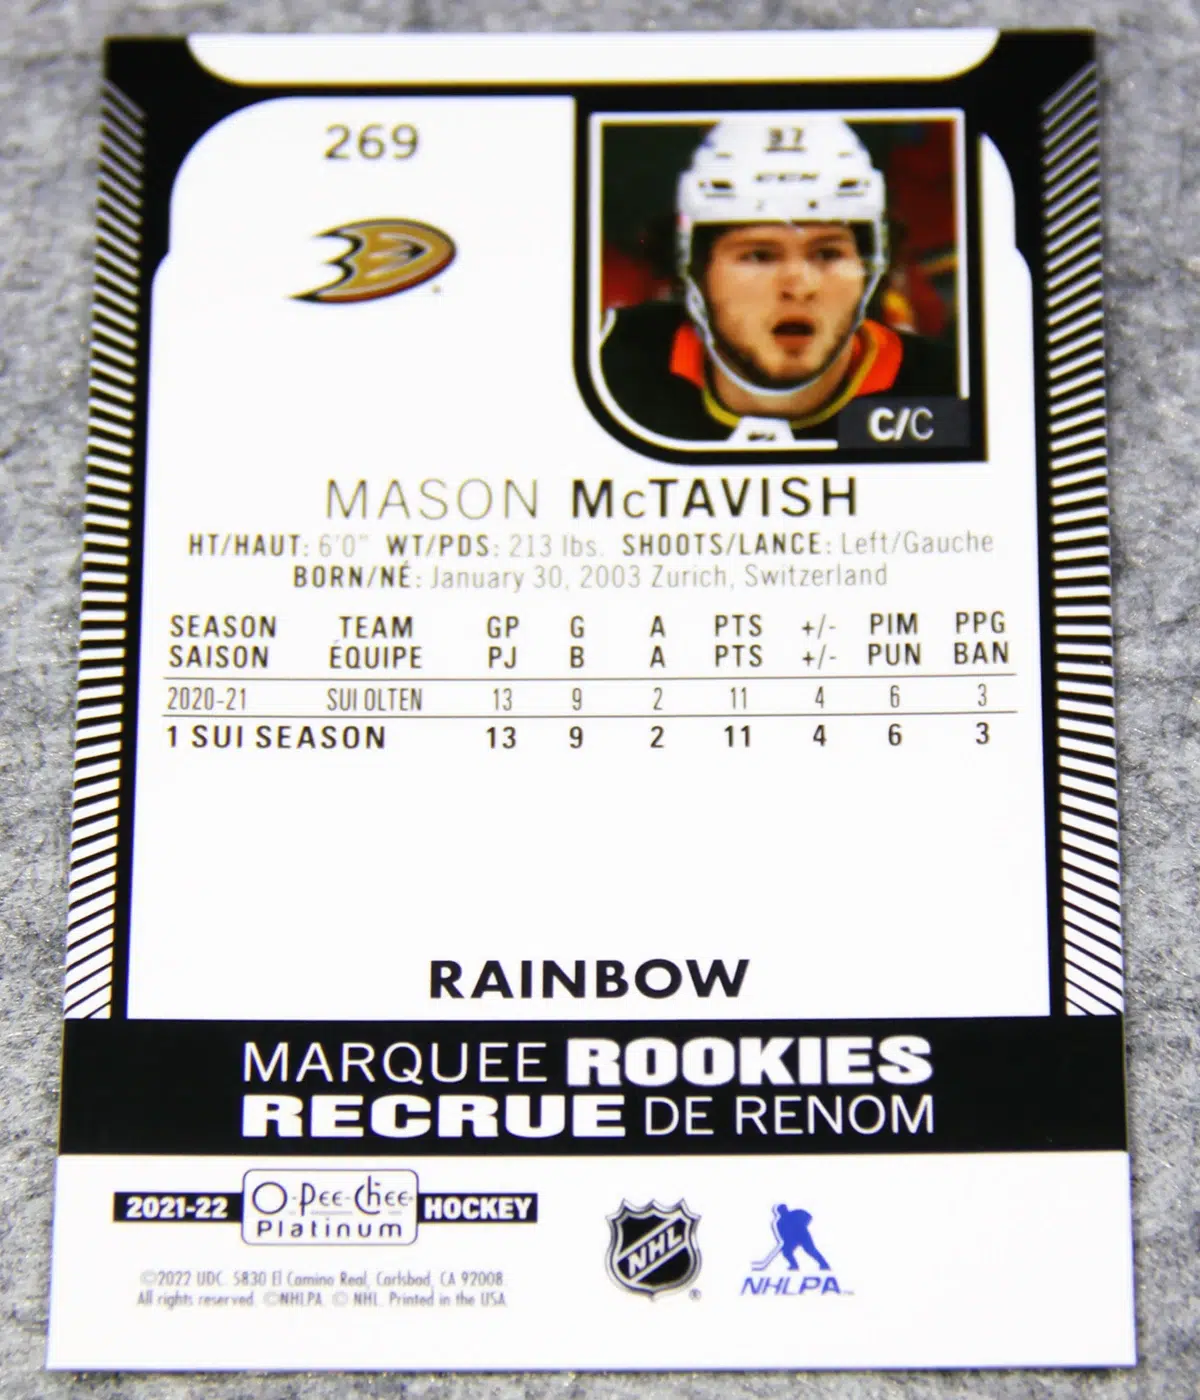 269
37
CCM
C/C
MASON McTAVISH
HT/HAUT: 6'0" WT/PDS: 213 lbs. SHOOTS/LANCE: Left/Gauche
BORN/NÉ: January 30, 2003 Zurich, Switzerland
SEASON TEAM GP G A PTS +/- PIM PPG
SAISON ÉQUIPE PJ B A PTS +/- PUN BAN
2020-21 SUI OLTEN 13 9 2 11 4 6 3
1 SUI SEASON 13 9 2 11 4 6 3
RAINBOW
MARQUEE ROOKIES
RECRUE DE RENOM
2021-22 O-Pee-Chee Platinum HOCKEY
NHL ®
NHLPA™
©2022 UDC. 5830 El Camino Real, Carlsbad, CA 92008.
All rights reserved. ©NHLPA. © NHL. Printed in the USA